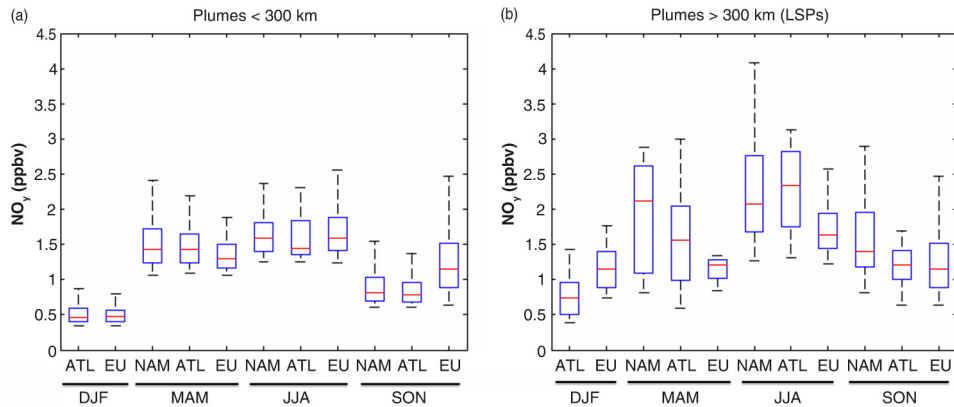 (a)
Plumes < 300 km
NOy (ppbv)
4.5
4
3.5
3
2.5
2
1.5
1
0.5
0
ATL EU NAM ATL EU NAM ATL EU NAM ATL EU
DJF MAM JJA SON
(b)
Plumes > 300 km (LSPs)
NOy (ppbv)
4.5
4
3.5
3
2.5
2
1.5
1
0.5
0
ATL EU NAM ATL EU NAM ATL EU NAM ATL EU
DJF MAM JJA SON